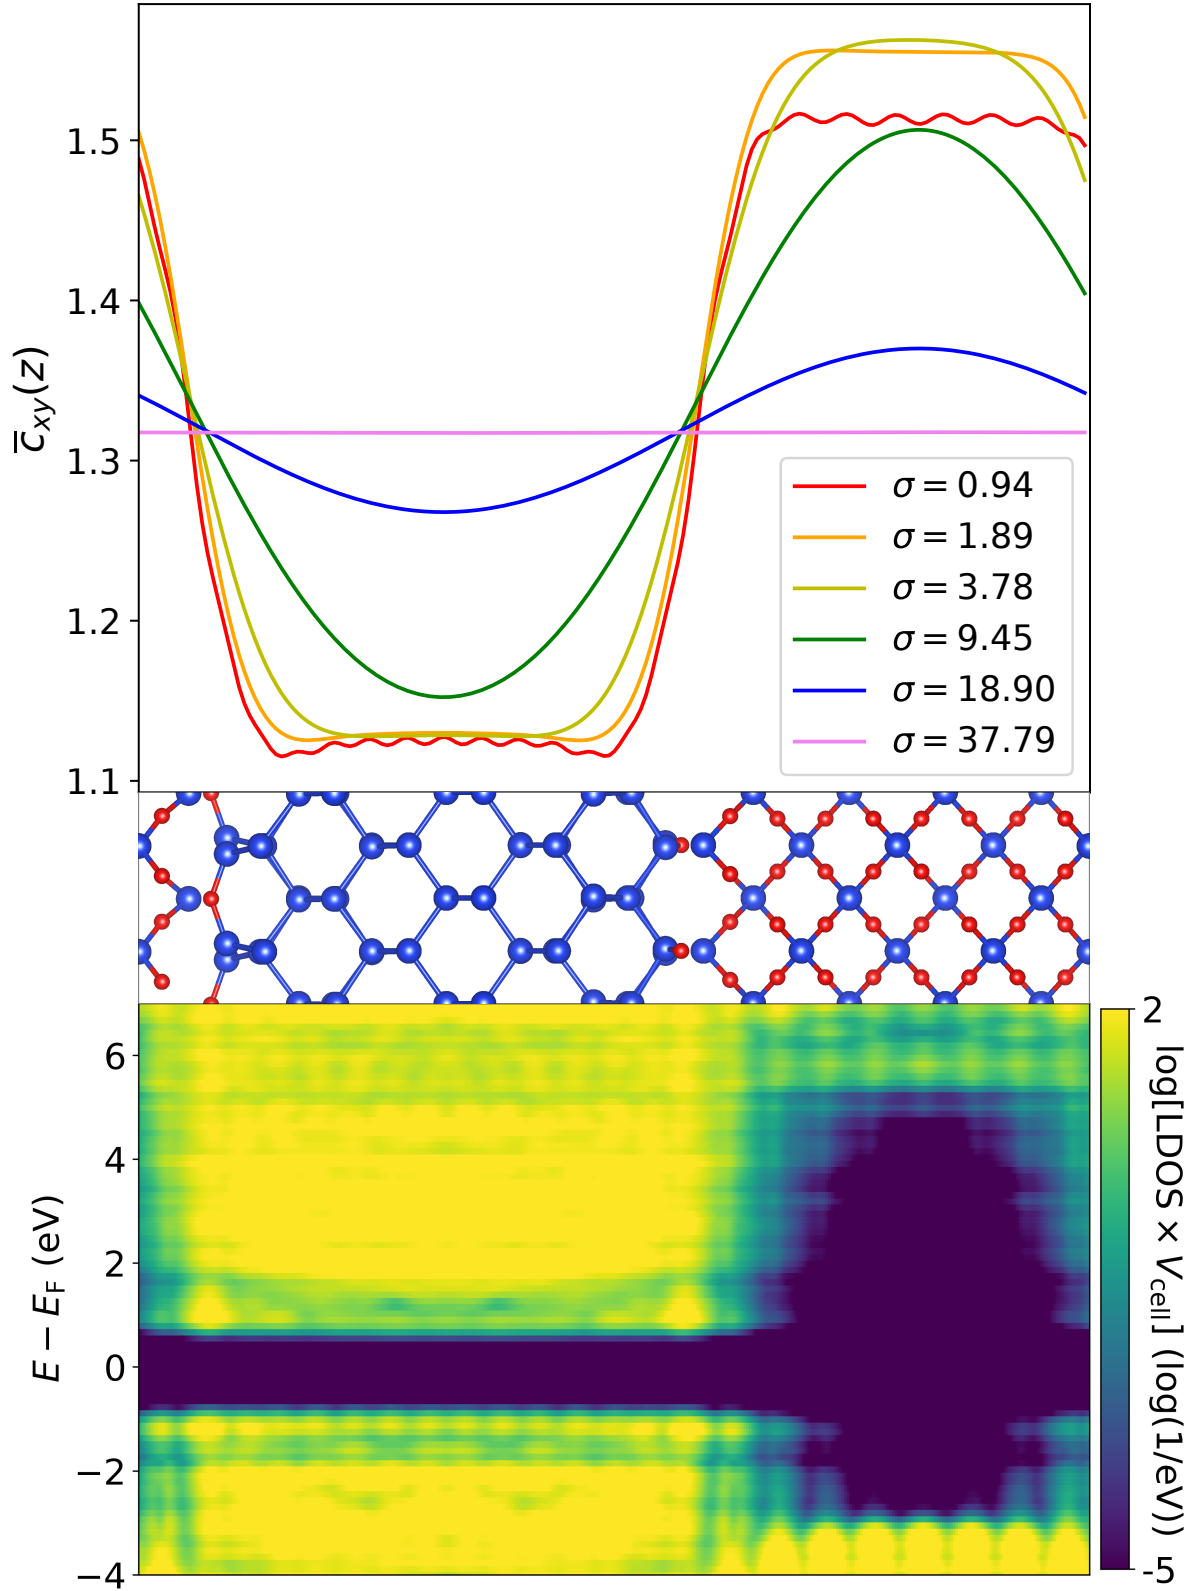 1.5
1.4
1.3
1.2
1.1
c̅xy(z)
σ = 0.94
σ = 1.89
σ = 3.78
σ = 9.45
σ = 18.90
σ = 37.79
6
4
2
0
−2
−4
E − EF (eV)
2
-5
log[LDOS × Vcell] (log(1/eV))